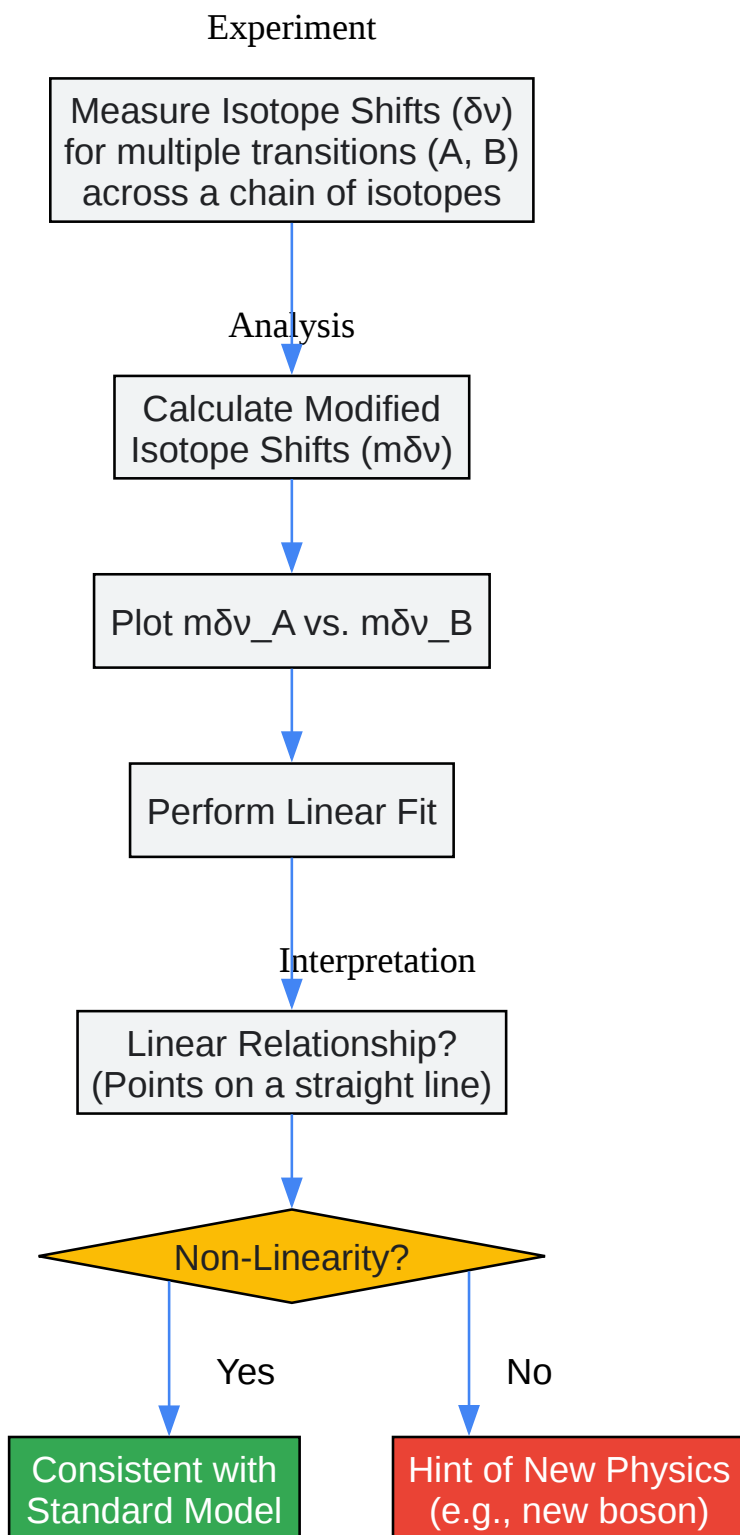 Experiment
Measure Isotope Shifts (δν)
for multiple transitions (A, B)
across a chain of isotopes
Analysis
Calculate Modified
Isotope Shifts (mδν)
Plot mδν_A vs. mδν_B
Perform Linear Fit
Interpretation
Linear Relationship?
(Points on a straight line)
Non-Linearity?
Yes
No
Consistent with
Standard Model
Hint of New Physics
(e.g., new boson)